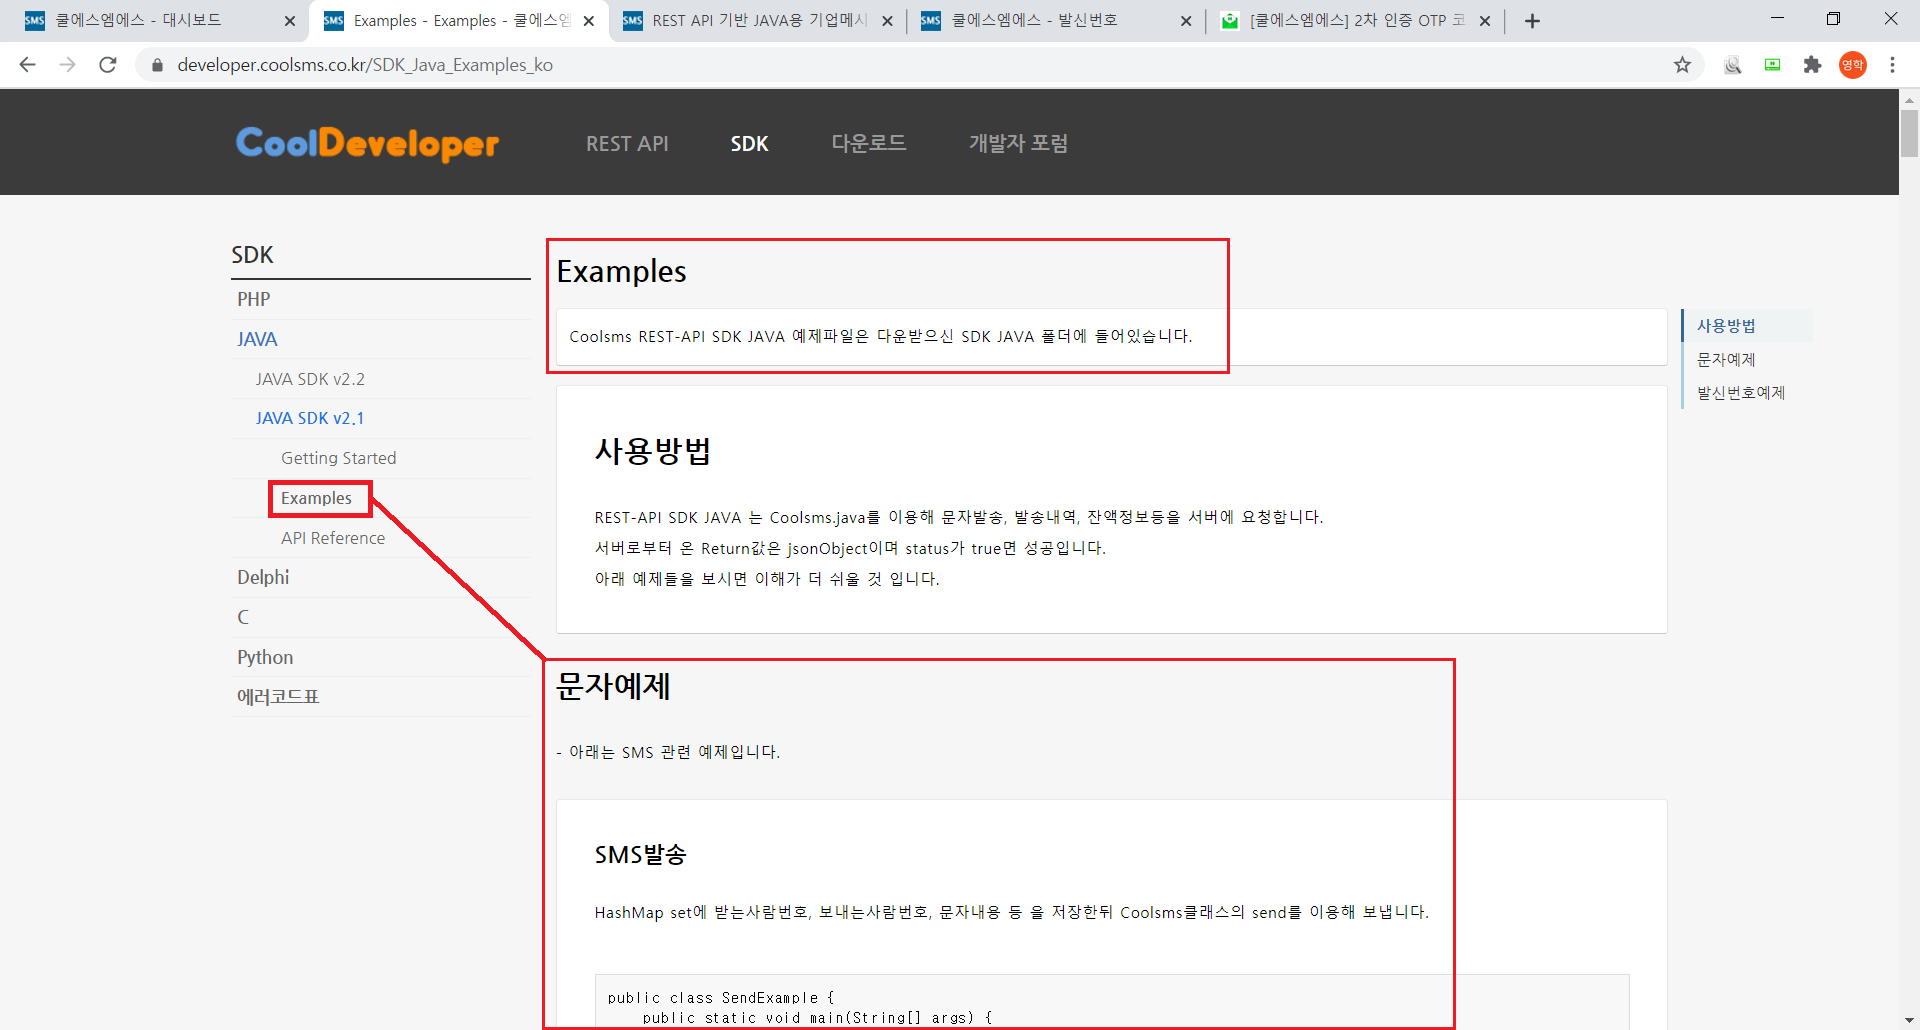 쿨에스엠에스 - 대시보드
Examples - Examples - 쿨에스엠
REST API 기반 JAVA용 기업메시
쿨에스엠에스 - 발신번호
[쿨에스엠에스] 2차 인증 OTP 코
developer.coolsms.co.kr/SDK_Java_Examples_ko
영학
CoolDeveloper
REST API
SDK
다운로드
개발자 포럼
SDK
PHP
JAVA
JAVA SDK v2.2
JAVA SDK v2.1
Getting Started
Examples
API Reference
Delphi
C
Python
에러코드표
Examples
Coolsms REST-API SDK JAVA 예제파일은 다운받으신 SDK JAVA 폴더에 들어있습니다.
사용방법
REST-API SDK JAVA 는 Coolsms.java를 이용해 문자발송, 발송내역, 잔액정보등을 서버에 요청합니다.
서버로부터 온 Return값은 jsonObject이며 status가 true면 성공입니다.
아래 예제들을 보시면 이해가 더 쉬울 것 입니다.
문자예제
- 아래는 SMS 관련 예제입니다.
SMS발송
HashMap set에 받는사람번호, 보내는사람번호, 문자내용 등 을 저장한뒤 Coolsms클래스의 send를 이용해 보냅니다.
public class SendExample {
public static void main(String[] args) {
사용방법
문자예제
발신번호예제